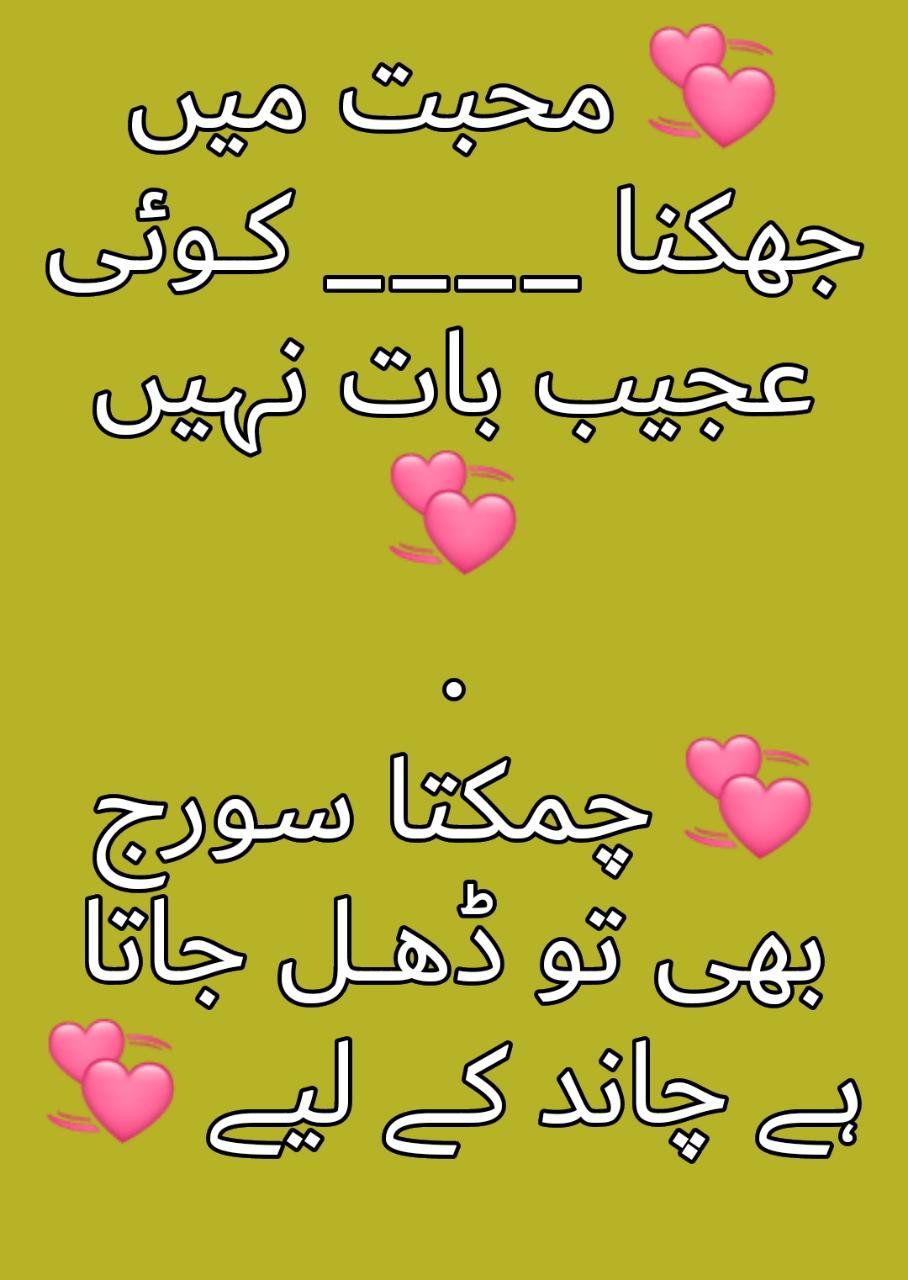 💞 محبت میں
جھکنا ____ کوئی
عجیب بات نہیں
💞
.
💞 چمکتا سورج
بھی تو ڈھل جاتا
ہے چاند کے لیے 💞